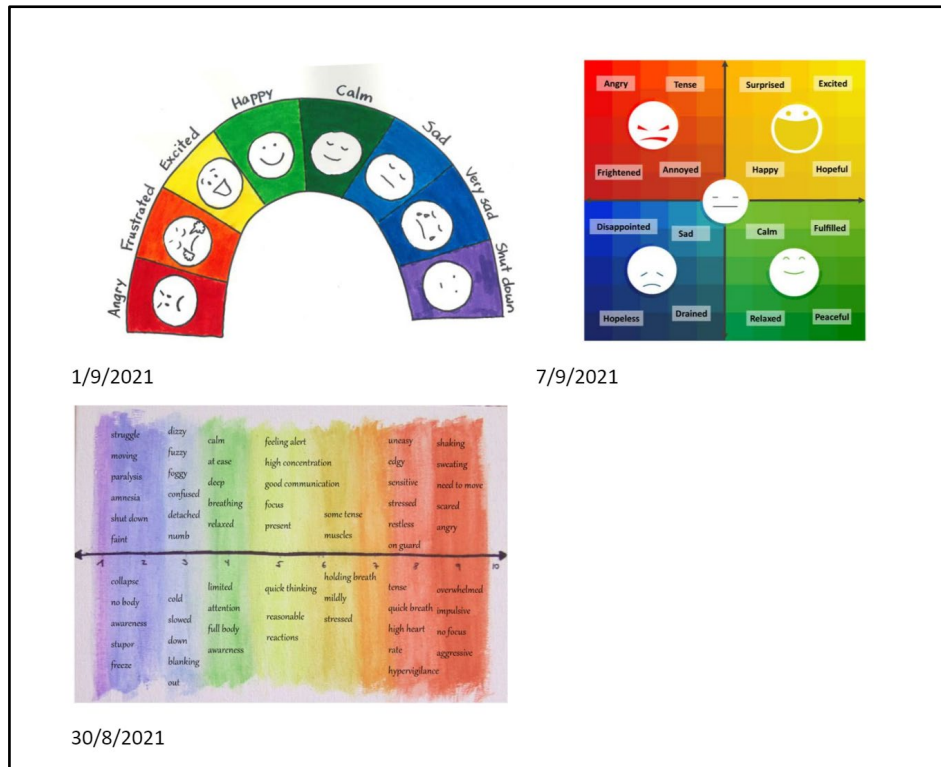 Angry
Frustrated
Excited
Happy
Calm
Sad
Very sad
Shut down
1/9/2021
Angry
Tense
Frightened
Annoyed
Surprised
Excited
Happy
Hopeful
Disappointed
Sad
Hopeless
Drained
Calm
Fulfilled
Relaxed
Peaceful
7/9/2021
struggle
moving
paralysis
amnesia
shut down
faint
dizzy
fuzzy
foggy
confused
detached
numb
calm
at ease
deep
breathing
relaxed
feeling alert
high concentration
good communication
focus
present
some tense
muscles
uneasy
edgy
sensitive
stressed
restless
on guard
shaking
sweating
need to move
scared
angry
1 2 3 4 5 6 7 8 9 10
collapse
no body
awareness
stupor
freeze
cold
slowed
down
blanking
out
limited
attention
full body
awareness
quick thinking
reasonable
reactions
holding breath
mildly
stressed
tense
quick breath
high heart
rate
hypervigilance
overwhelmed
impulsive
no focus
aggressive
30/8/2021